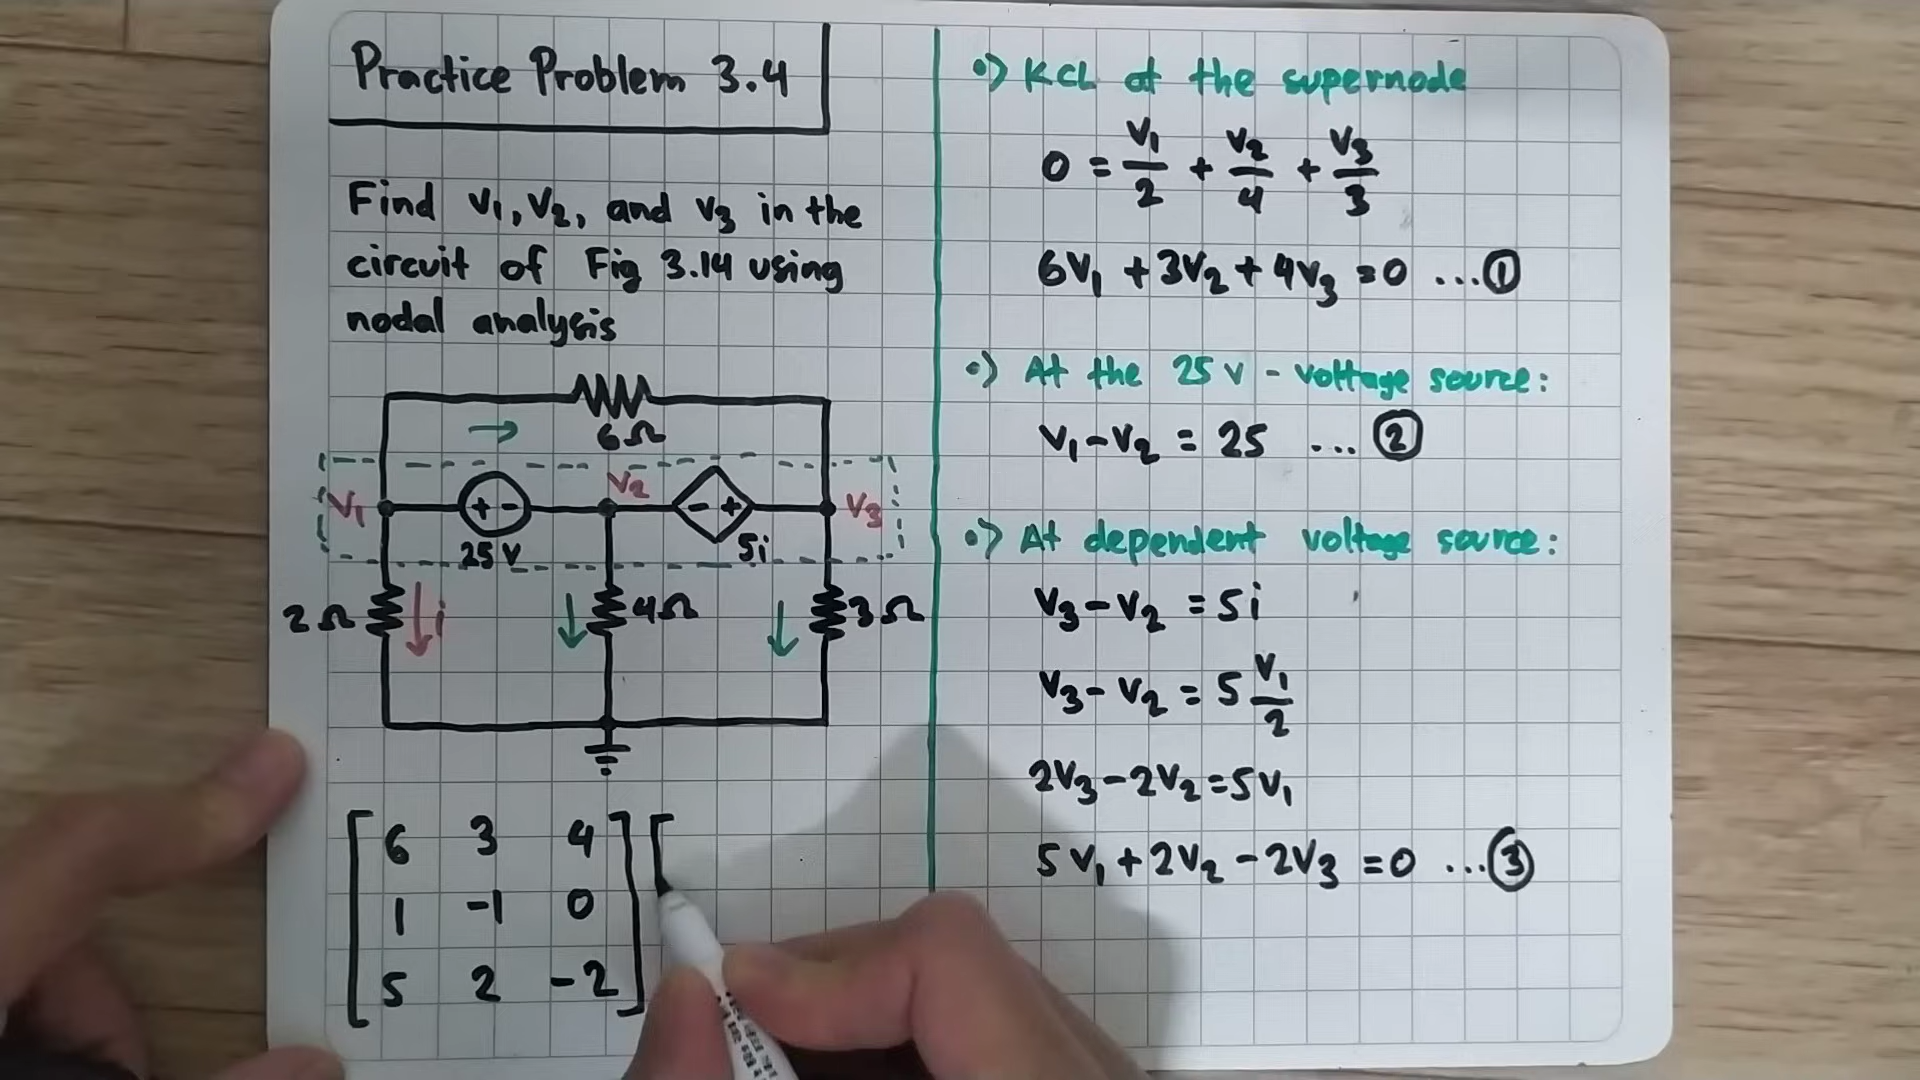 Practice Problem 3.4
Find V1, V2, and V3 in the
circuit of Fig 3.14 using
nodal analysis
6Ω
V1
+ -
25 V
V2
- +
5i
V3
2Ω
i
4Ω
3Ω
[6 3 4] [
1 -1 0
5 2 -2]
•) KCL at the supernode
0 = V1/2 + V2/4 + V3/3
6V1 + 3V2 + 4V3 = 0 ... ①
•) At the 25 V - voltage source:
V1 - V2 = 25 ... ②
•) At dependent voltage source:
V3 - V2 = 5i
V3 - V2 = 5 V1/2
2V3 - 2V2 = 5V1
5V1 + 2V2 - 2V3 = 0 ... ③